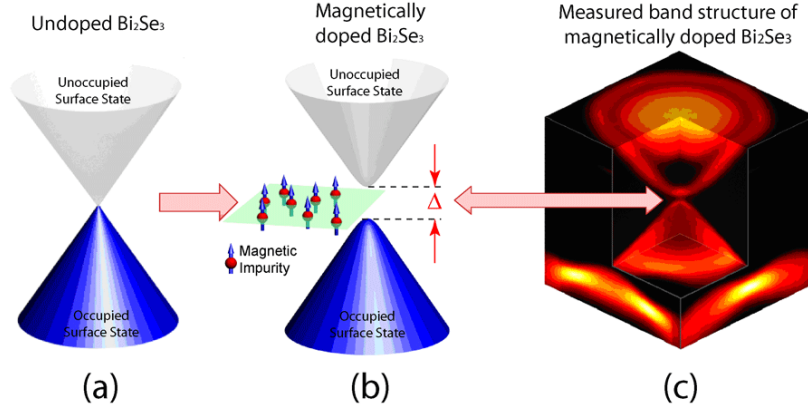 Undoped Bi₂Se₃
Magnetically
doped Bi₂Se₃
Measured band structure of
magnetically doped Bi₂Se₃
Unoccupied
Surface State
Unoccupied
Surface State
Δ
Magnetic
Impurity
Occupied
Surface State
Occupied
Surface State
(a)
(b)
(c)